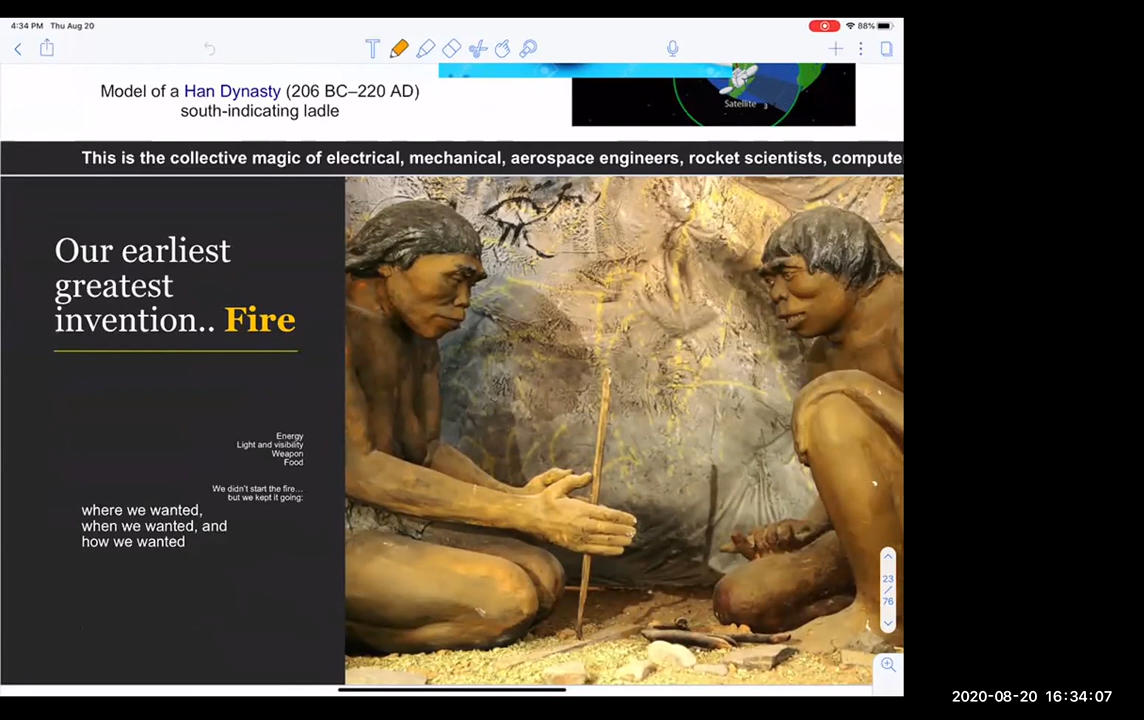 4:34 PM Thu Aug 20
88%
Model of a Han Dynasty (206 BC–220 AD)
south-indicating ladle
Satellite 3
This is the collective magic of electrical, mechanical, aerospace engineers, rocket scientists, compute
Our earliest
greatest
invention.. Fire
Energy
Light and visibility
Weapon
Food
We didn't start the fire...
but we kept it going:
where we wanted,
when we wanted, and
how we wanted
23
/
76
2020-08-20 16:34:07